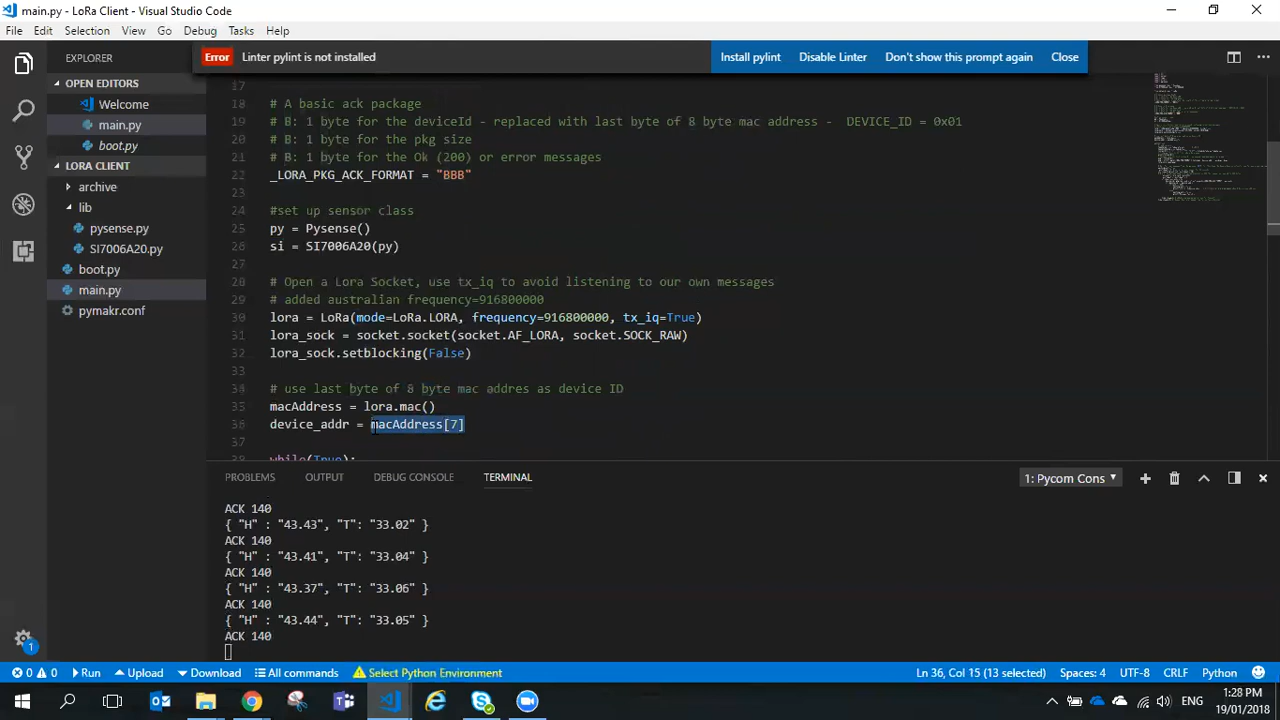 main.py - LoRa Client - Visual Studio Code
File Edit Selection View Go Debug Tasks Help
EXPLORER
Error Linter pylint is not installed
Install pylint Disable Linter Don't show this prompt again Close
OPEN EDITORS
Welcome
main.py
boot.py
LORA CLIENT
archive
lib
pysense.py
SI7006A20.py
boot.py
main.py
pymakr.conf
17
18 # A basic ack package
19 # B: 1 byte for the deviceId - replaced with last byte of 8 byte mac address - DEVICE_ID = 0x01
20 # B: 1 byte for the pkg size
21 # B: 1 byte for the Ok (200) or error messages
22 _LORA_PKG_ACK_FORMAT = "BBB"
23
24 #set up sensor class
25 py = Pysense()
26 si = SI7006A20(py)
27
28 # Open a Lora Socket, use tx_iq to avoid listening to our own messages
29 # added australian frequency=916800000
30 lora = LoRa(mode=LoRa.LORA, frequency=916800000, tx_iq=True)
31 lora_sock = socket.socket(socket.AF_LORA, socket.SOCK_RAW)
32 lora_sock.setblocking(False)
33
34 # use last byte of 8 byte mac addres as device ID
35 macAddress = lora.mac()
36 device_addr = macAddress[7]
37
38 while(True):
PROBLEMS OUTPUT DEBUG CONSOLE TERMINAL
1: Pycom Cons
ACK 140
{ "H" : "43.43", "T": "33.02" }
ACK 140
{ "H" : "43.41", "T": "33.04" }
ACK 140
{ "H" : "43.37", "T": "33.06" }
ACK 140
{ "H" : "43.44", "T": "33.05" }
ACK 140
1
0 0 Run Upload Download All commands Select Python Environment
Ln 36, Col 15 (13 selected) Spaces: 4 UTF-8 CRLF Python
ENG
1:28 PM
19/01/2018